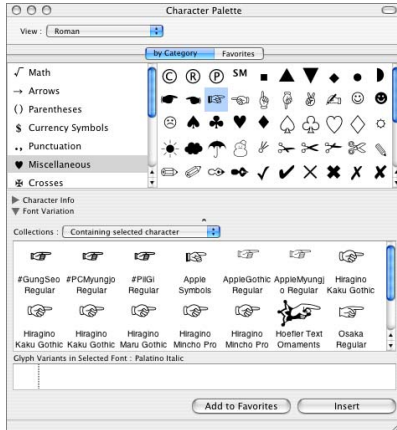 Character Palette
View : Roman
by Category Favorites
√ Math © ® ℗ SM
→ Arrows
() Parentheses
$ Currency Symbols
., Punctuation
♥ Miscellaneous
✠ Crosses
Character Info
Font Variation
Collections : Containing selected character
#GungSeo #PCMyungjo #PilGi Apple AppleGothic AppleMyungj Hiragino
Regular Regular Regular Symbols Regular o Regular Kaku Gothic
Hiragino Hiragino Hiragino Hiragino Hiragino Hoefler Text Osaka
Kaku Gothic Kaku Gothic Maru Gothic Mincho Pro Mincho Pro Ornaments Regular
Glyph Variants in Selected Font : Palatino Italic
Add to Favorites Insert